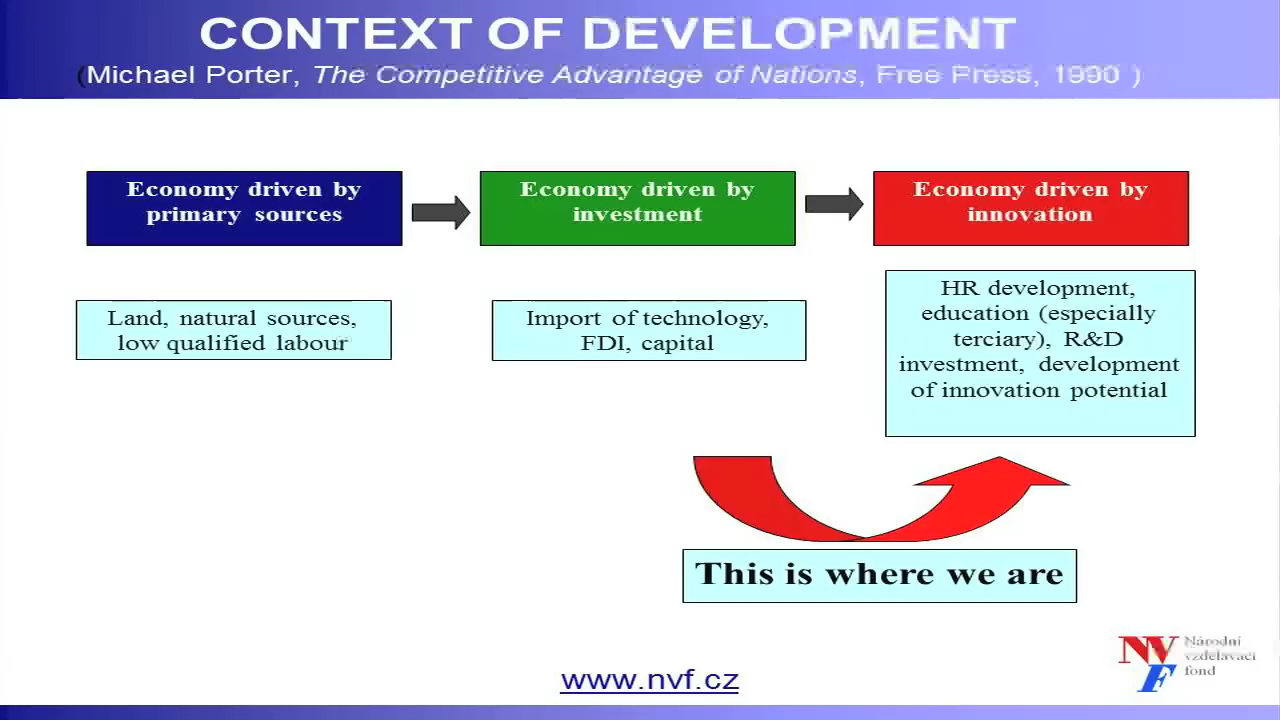 CONTEXT OF DEVELOPMENT
(Michael Porter, The Competitive Advantage of Nations, Free Press, 1990 )
Economy driven by
primary sources
Economy driven by
investment
Economy driven by
innovation
Land, natural sources,
low qualified labour
Import of technology,
FDI, capital
HR development,
education (especially
terciary), R&D
investment, development
of innovation potential
This is where we are
www.nvf.cz
NVF
Národní
vzdělávací
fond